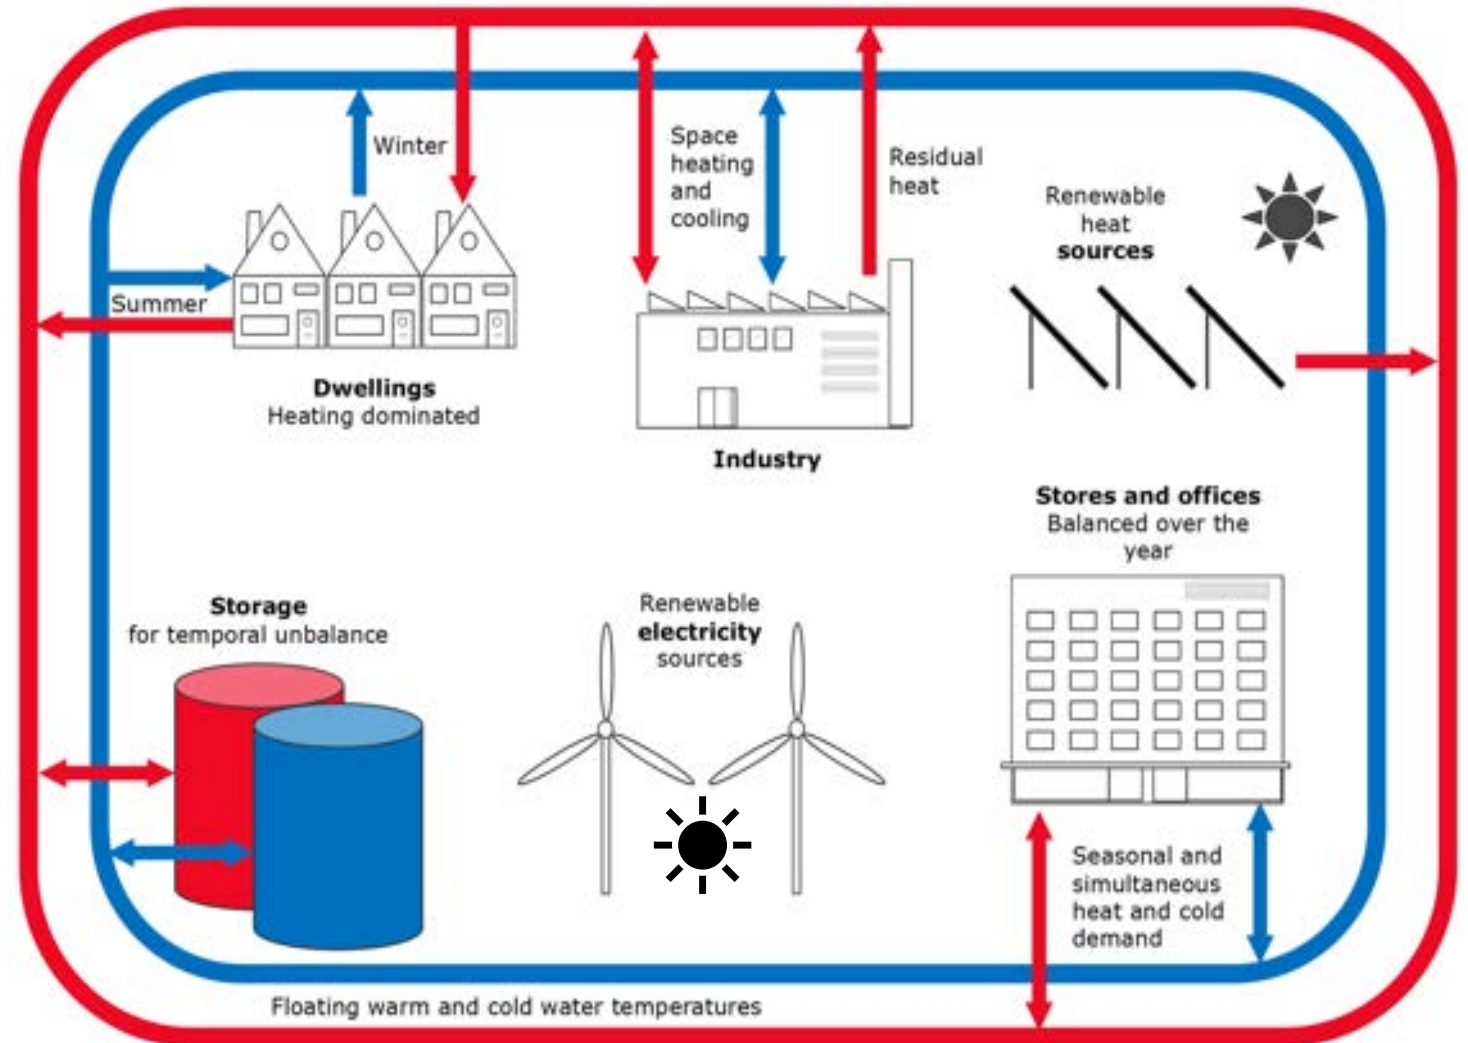 Winter
Summer
Dwellings
Heating dominated
Space
heating
and
cooling
Residual
heat
Industry
Renewable
heat
sources
Stores and offices
Balanced over the
year
Storage
for temporal unbalance
Renewable
electricity
sources
Seasonal and
simultaneous
heat and cold
demand
Floating warm and cold water temperatures